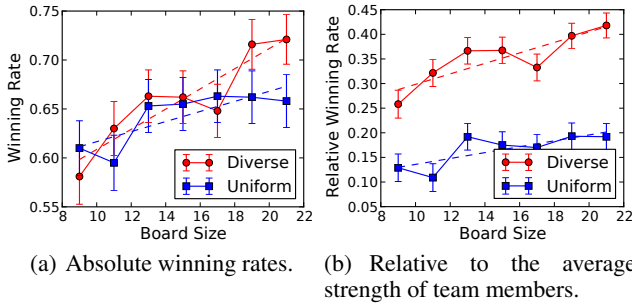 0.75
0.70
0.65
0.60
0.55
Winning Rate
8 10 12 14 16 18 20 22
Board Size
Diverse
Uniform
(a) Absolute winning rates.
0.45
0.40
0.35
0.30
0.25
0.20
0.15
0.10
0.05
Relative Winning Rate
8 10 12 14 16 18 20 22
Board Size
Diverse
Uniform
(b) Relative to the average
strength of team members.